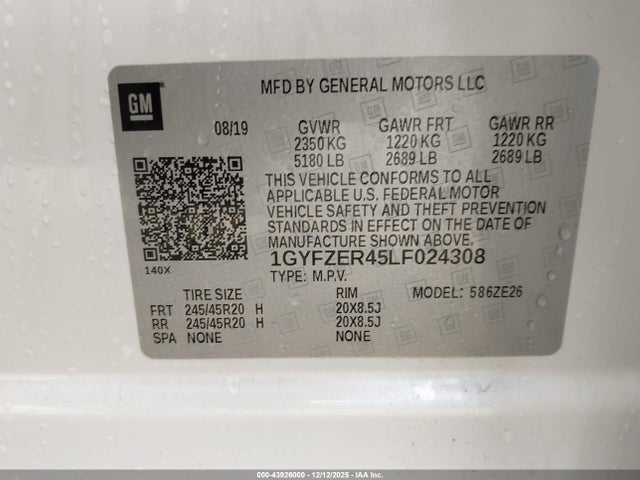 GM
MFD BY GENERAL MOTORS LLC
08/19 GVWR GAWR FRT GAWR RR
2350 KG 1220 KG 1220 KG
5180 LB 2689 LB 2689 LB
THIS VEHICLE CONFORMS TO ALL
APPLICABLE U.S. FEDERAL MOTOR
VEHICLE SAFETY AND THEFT PREVENTION
STANDARDS IN EFFECT ON THE DATE OF
MANUFACTURE SHOWN ABOVE.
1GYFZER45LF024308
140X
TYPE: M.P.V.
TIRE SIZE RIM MODEL: 586ZE26
FRT 245/45R20 H 20X8.5J
RR 245/45R20 H 20X8.5J
SPA NONE NONE
000-43926000 - 12/12/2025 - IAA Inc.